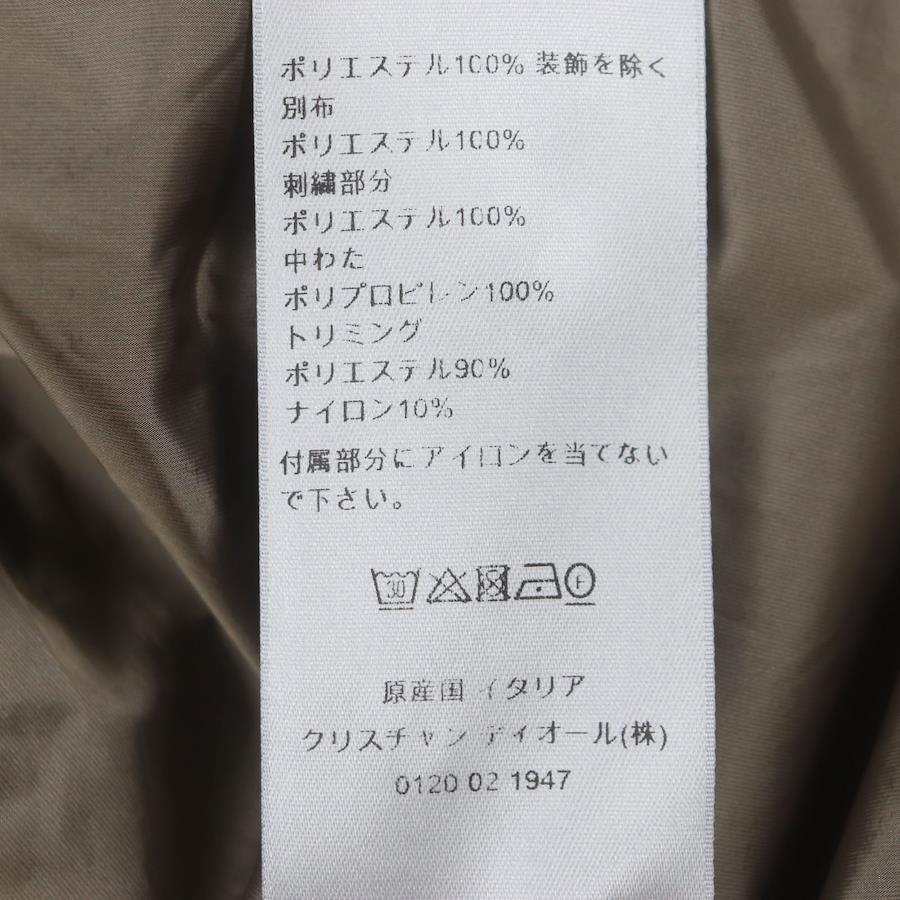 ポリエステル100% 装飾を除く
別布
ポリエステル100%
刺繍部分
ポリエステル100%
中わた
ポリプロピレン100%
トリミング
ポリエステル90%
ナイロン10%
付属部分にアイロンを当てない
で下さい。
30 F
原産国 イタリア
クリスチャン ディオール(株)
0120 02 1947